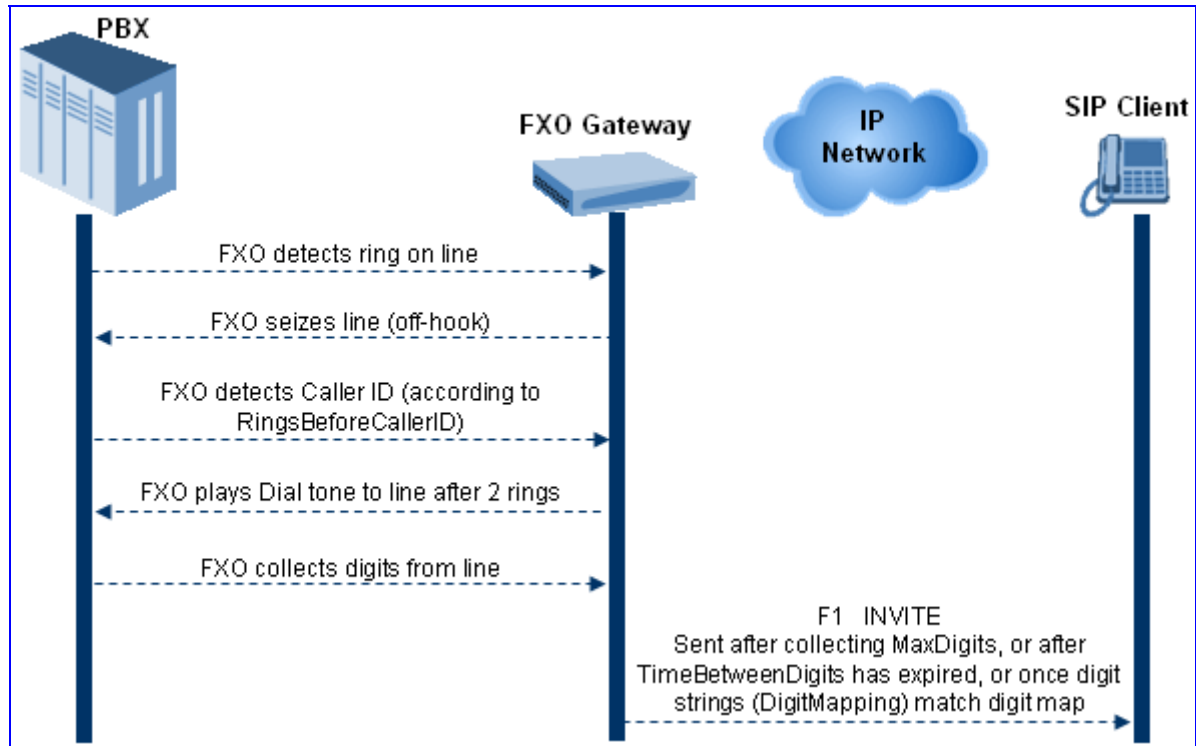 PBX
FXO Gateway
IP
Network
SIP Client
FXO detects ring on line
FXO seizes line (off-hook)
FXO detects Caller ID (according to
RingsBeforeCallerID)
FXO plays Dial tone to line after 2 rings
FXO collects digits from line
F1 INVITE
Sent after collecting MaxDigits, or after
TimeBetweenDigits has expired, or once digit
strings (DigitMapping) match digit map